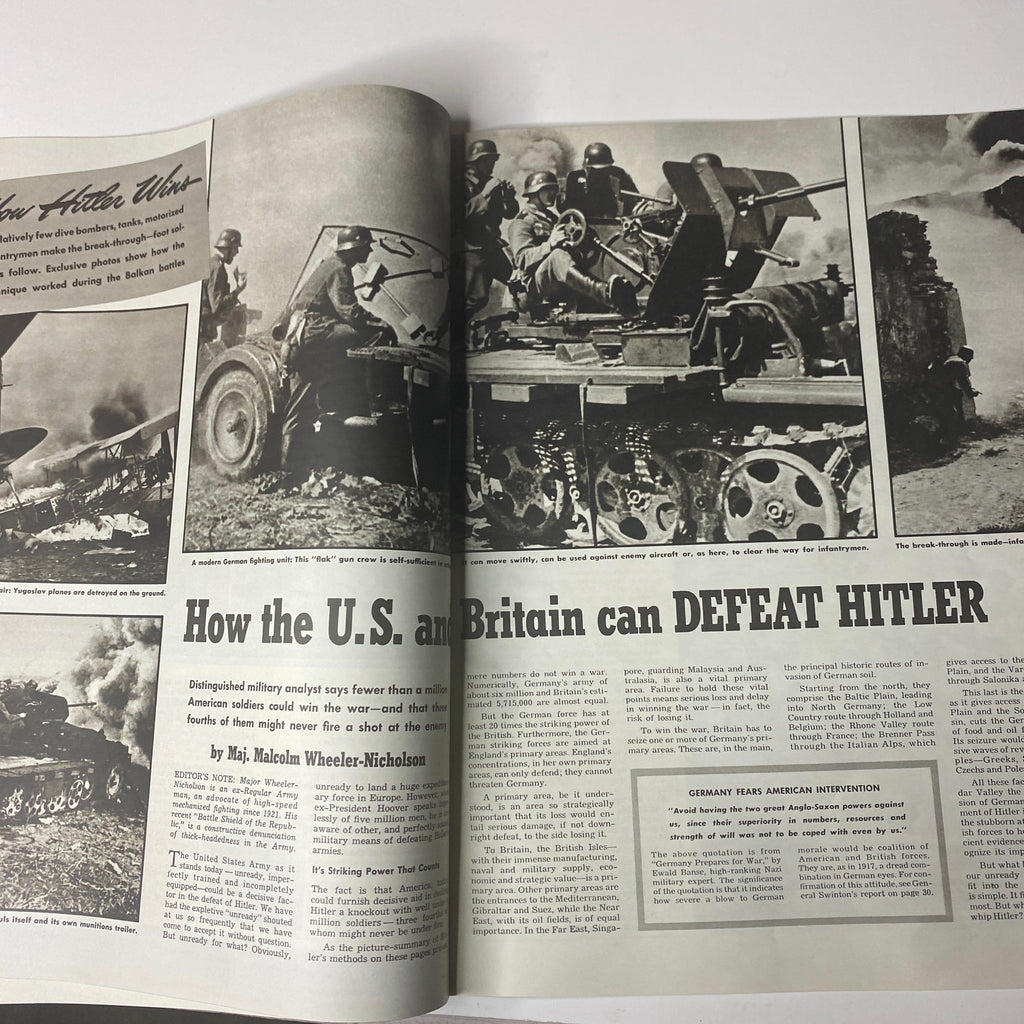 How Hitler Wins
latively few dive bombers, tanks, motorized
ntrymen make the break-through—foot sol-
s follow. Exclusive photos show how the
nique worked during the Balkan battles
air: Yugoslav planes are detroyed on the ground.
uls itself and its own munitions trailer.
A modern German fighting unit: This "flak" gun crew is self-sufficient in
can move swiftly, can be used against enemy aircraft or, as here, to clear the way for infantrymen.
The break-through is made—infa
How the U.S. and Britain can DEFEAT HITLER
Distinguished military analyst says fewer than a million
American soldiers could win the war—and that three
fourths of them might never fire a shot at the enemy
by Maj. Malcolm Wheeler-Nicholson
EDITOR'S NOTE: Major Wheeler-
Nicholson is an ex-Regular Army
man, an advocate of high-speed
mechanized fighting since 1921. His
recent "Battle Shield of the Repub-
lic," is a constructive denunciation
of thick-headedness in the Army.
The United States Army as it
stands today—unready, imper-
fectly trained and incompletely
equipped—could be a decisive fac-
tor in the defeat of Hitler. We have
had the expletive "unready" shouted
at us so frequently that we have
come to accept it without question.
But unready for what? Obviously,
unready to land a huge expedi
ary force in Europe. However, w
ex-President Hoover speaks
lessly of five million men, he is
aware of other, and perfectly
military means of defeating Hitler
armies.
It's Striking Power That Counts
The fact is that America,
could furnish decisive aid in
Hitler a knockout with well under
million soldiers—three fourths
whom might never be under fire.
As the picture-summary of
ler's methods on these pages
mere numbers do not win a war.
Numerically, Germany's army of
about six million and Britain's esti-
mated 5,715,000 are almost equal.
But the German force has at
least 20 times the striking power of
the British. Furthermore, the Ger-
man striking forces are aimed at
England's primary areas. England's
concentrations, in her own primary
areas, can only defend; they cannot
threaten Germany.
A primary area, be it under-
stood, is an area so strategically
important that its loss would en-
tail serious damage, if not down-
right defeat, to the side losing it.
To Britain, the British Isles—
with their immense manufacturing,
naval and military supply, eco-
nomic and strategic value—is a pri-
mary area. Other primary areas are
the entrances to the Mediterranean,
Gibraltar and Suez, while the Near
East, with its oil fields, is of equal
importance. In the Far East, Singa-
pore, guarding Malaysia and Aus-
tralasia, is also a vital primary
area. Failure to hold these vital
points means serious loss and delay
in winning the war—in fact, the
risk of losing it.
To win the war, Britain has to
seize one or more of Germany's pri-
mary areas. These are, in the main,
the principal historic routes of in-
vasion of German soil.
Starting from the north, they
comprise the Baltic Plain, leading
into North Germany; the Low
Country route through Holland and
Belgium; the Rhone Valley route
through France; the Brenner Pass
through the Italian Alps, which
GERMANY FEARS AMERICAN INTERVENTION
"Avoid having the two great Anglo-Saxon powers against
us, since their superiority in numbers, resources and
strength of will was not to be coped with even by us."
The above quotation is from
"Germany Prepares for War," by
Ewald Banse, high-ranking Nazi
military expert. The significance
of the quotation is that it indicates
how severe a blow to German
morale would be coalition of
American and British forces.
They are, as in 1917, a dread com-
bination in German eyes. For con-
firmation of this attitude, see Gen-
eral Swinton's report on page 30.
gives access to the
Plain, and the Var
through Salonika
This last is the
as it gives access
Plain and the So
sin, cuts the Ger
of food and oil f
Its seizure would
sive waves of rev
ples—Greeks, S
Czechs and Pole
All these fac
dar Valley the
sion of German
ment of Hitler
the stubborn a
ish forces to h
cient evidence
ognize its imp
But what
our unready
fit into the
is simple. If
most. But wh
whip Hitler?